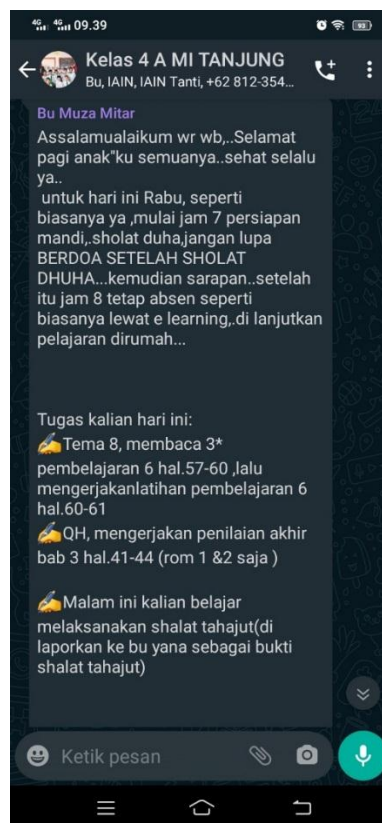 4G 4G 09.39 93
Kelas 4 A MI TANJUNG
Bu, IAIN, IAIN Tanti, +62 812-354...
Bu Muza Mitar
Assalamualaikum wr wb,..Selamat
pagi anak"ku semuanya..sehat selalu
ya..
untuk hari ini Rabu, seperti
biasanya ya ,mulai jam 7 persiapan
mandi,.sholat duha,jangan lupa
BERDOA SETELAH SHOLAT
DHUHA...kemudian sarapan..setelah
itu jam 8 tetap absen seperti
biasanya lewat e learning,.di lanjutkan
pelajaran dirumah...
Tugas kalian hari ini:
✍️Tema 8, membaca 3*
pembelajaran 6 hal.57-60 ,lalu
mengerjakanlatihan pembelajaran 6
hal.60-61
✍️QH, mengerjakan penilaian akhir
bab 3 hal.41-44 (rom 1 &2 saja )
✍️Malam ini kalian belajar
melaksanakan shalat tahajut(di
laporkan ke bu yana sebagai bukti
shalat tahajut)
Ketik pesan